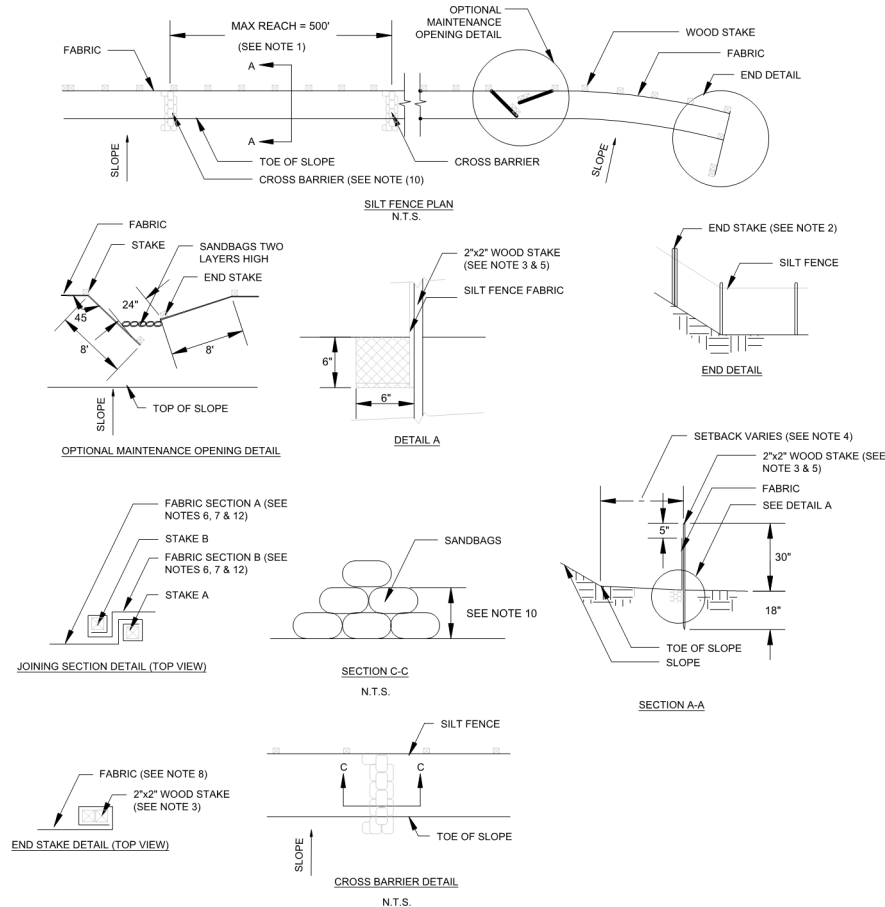 OPTIONAL
MAINTENANCE
OPENING DETAIL
MAX REACH = 500'
(SEE NOTE 1)
WOOD STAKE
FABRIC
FABRIC
END DETAIL
A
A
SLOPE
TOE OF SLOPE
CROSS BARRIER (SEE NOTE (10)
CROSS BARRIER
SLOPE
SILT FENCE PLAN
N.T.S.
FABRIC
STAKE
SANDBAGS TWO
LAYERS HIGH
END STAKE
24"
45
8'
8'
TOP OF SLOPE
SLOPE
OPTIONAL MAINTENANCE OPENING DETAIL
2"x2" WOOD STAKE
(SEE NOTE 3 & 5)
SILT FENCE FABRIC
6"
6"
DETAIL A
END STAKE (SEE NOTE 2)
SILT FENCE
END DETAIL
FABRIC SECTION A (SEE
NOTES 6, 7 & 12)
STAKE B
FABRIC SECTION B (SEE
NOTES 6, 7 & 12)
STAKE A
JOINING SECTION DETAIL (TOP VIEW)
SANDBAGS
SEE NOTE 10
SECTION C-C
N.T.S.
SETBACK VARIES (SEE NOTE 4)
2"x2" WOOD STAKE (SEE
NOTE 3 & 5)
FABRIC
SEE DETAIL A
5"
30"
18"
TOE OF SLOPE
SLOPE
SECTION A-A
FABRIC (SEE NOTE 8)
2"x2" WOOD STAKE
(SEE NOTE 3)
END STAKE DETAIL (TOP VIEW)
SILT FENCE
C
C
TOE OF SLOPE
SLOPE
CROSS BARRIER DETAIL
N.T.S.